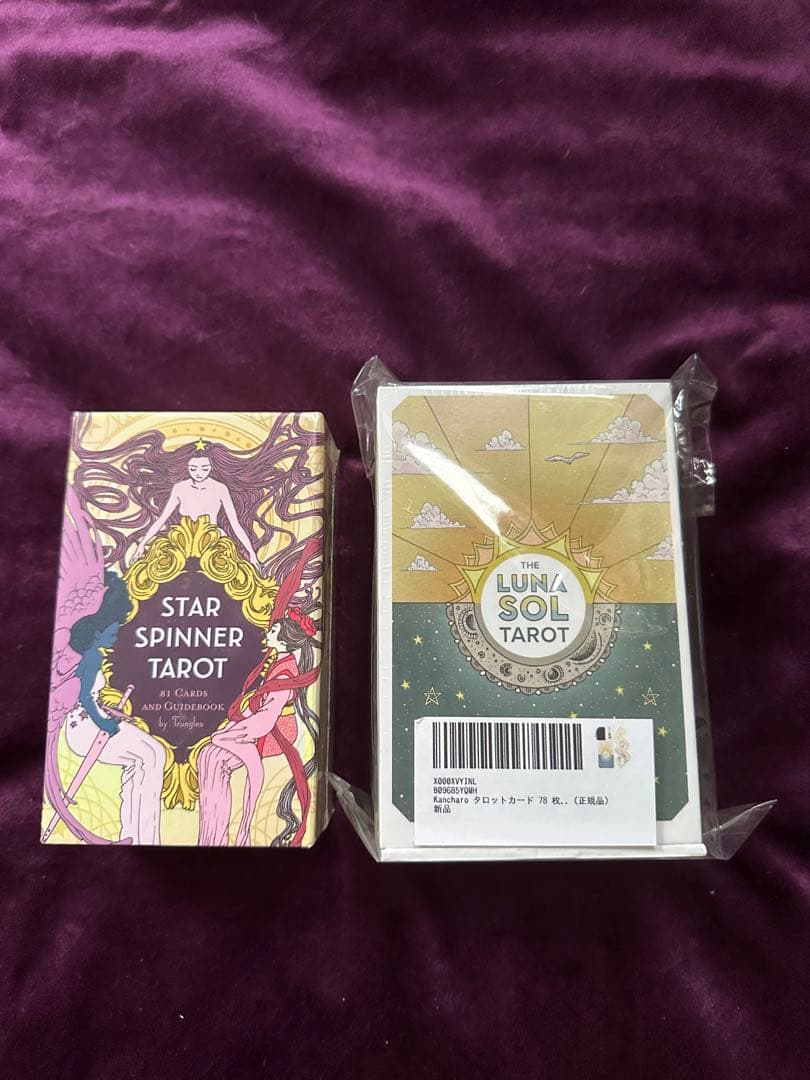 STAR
SPINNER
TAROT
81 CARDS
AND GUIDEBOOK
by Trungles
THE
LUNA
SOL
TAROT
X000XVYINL
B09685YQMH
Kancharo タロットカード 78 枚.. (正規品)
新品